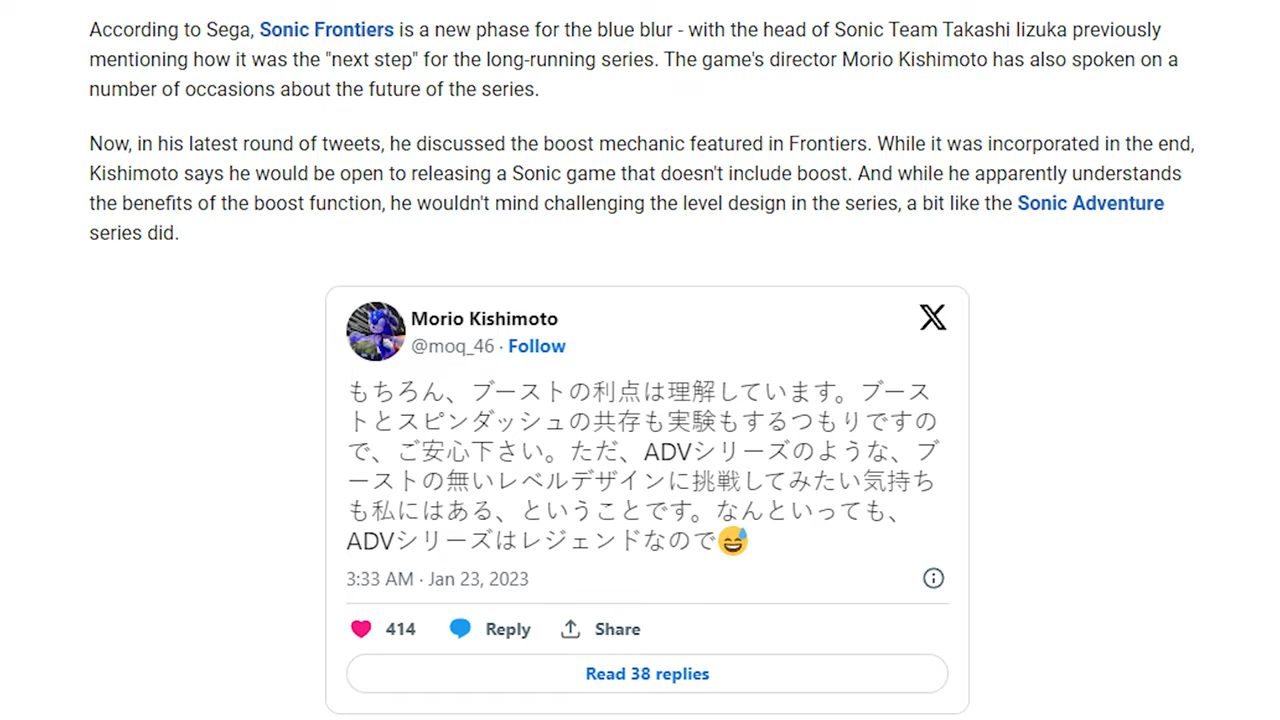 According to Sega, Sonic Frontiers is a new phase for the blue blur - with the head of Sonic Team Takashi Iizuka previously
mentioning how it was the "next step" for the long-running series. The game's director Morio Kishimoto has also spoken on a
number of occasions about the future of the series.
Now, in his latest round of tweets, he discussed the boost mechanic featured in Frontiers. While it was incorporated in the end,
Kishimoto says he would be open to releasing a Sonic game that doesn't include boost. And while he apparently understands
the benefits of the boost function, he wouldn't mind challenging the level design in the series, a bit like the Sonic Adventure
series did.
Morio Kishimoto
@moq_46 · Follow
もちろん、ブーストの利点は理解しています。ブース
トとスピンダッシュの共存も実験もするつもりですの
で、ご安心下さい。ただ、ADVシリーズのような、ブ
ーストの無いレベルデザインに挑戦してみたい気持ち
も私にはある、ということです。なんといっても、
ADVシリーズはレジェンドなので😅
3:33 AM · Jan 23, 2023
414 Reply Share
Read 38 replies